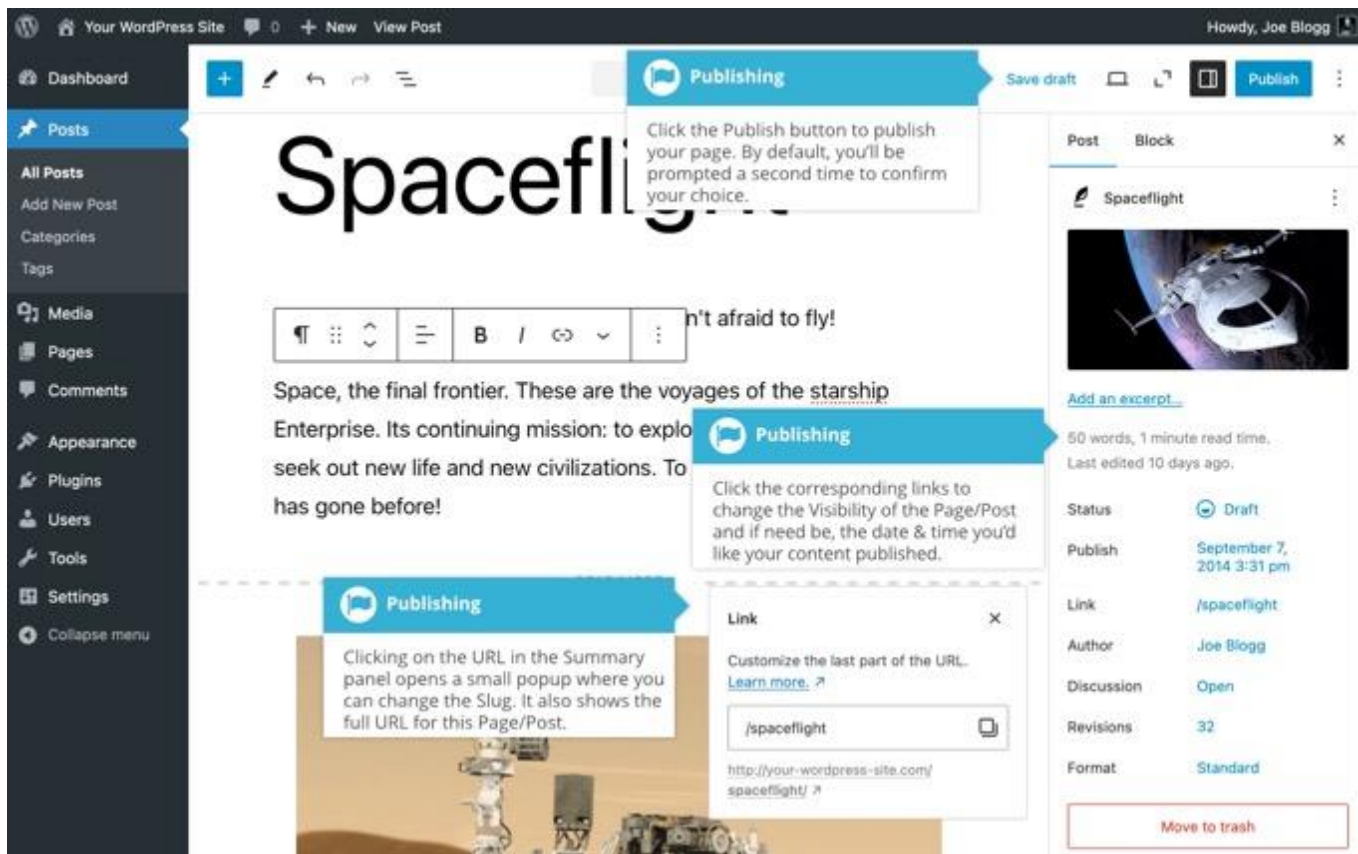 Your WordPress Site 0 + New View Post
Howdy, Joe Blogg
Dashboard
Posts
All Posts
Add New Post
Categories
Tags
Media
Pages
Comments
Appearance
Plugins
Users
Tools
Settings
Collapse menu
Save draft
Publish
Publishing
Click the Publish button to publish
your page. By default, you'll be
prompted a second time to confirm
your choice.
Spaceflight
B I
n't afraid to fly!
Space, the final frontier. These are the voyages of the starship
Enterprise. Its continuing mission: to explo
seek out new life and new civilizations. To
has gone before!
Publishing
Click the corresponding links to
change the Visibility of the Page/Post
and if need be, the date & time you'd
like your content published.
Publishing
Clicking on the URL in the Summary
panel opens a small popup where you
can change the Slug. It also shows the
full URL for this Page/Post.
Link
Customize the last part of the URL.
Learn more.
/spaceflight
http://your-wordpress-site.com/
spaceflight/
Post Block
Spaceflight
Add an excerpt...
50 words, 1 minute read time.
Last edited 10 days ago.
Status Draft
Publish September 7,
2014 3:31 pm
Link /spaceflight
Author Joe Blogg
Discussion Open
Revisions 32
Format Standard
Move to trash